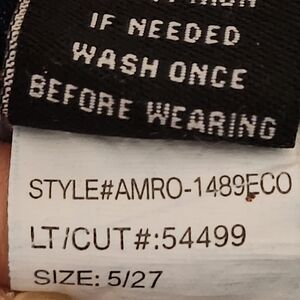 IF NEEDED
WASH ONCE
BEFORE WEARING
STYLE#AMRO-1489ECO
LT/CUT#:54499
SIZE: 5/27